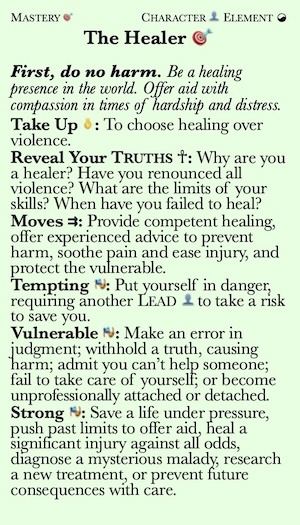 MASTERY 🎯 CHARACTER 👤 ELEMENT ☯
The Healer 🎯
First, do no harm. Be a healing
presence in the world. Offer aid with
compassion in times of hardship and distress.
Take Up ✋: To choose healing over
violence.
Reveal Your TRUTHS ☥: Why are you
a healer? Have you renounced all
violence? What are the limits of your
skills? When have you failed to heal?
Moves ⇉: Provide competent healing,
offer experienced advice to prevent
harm, soothe pain and ease injury, and
protect the vulnerable.
Tempting 🎭: Put yourself in danger,
requiring another LEAD 👤 to take a risk
to save you.
Vulnerable 🎭: Make an error in
judgment; withhold a truth, causing
harm; admit you can't help someone;
fail to take care of yourself; or become
unprofessionally attached or detached.
Strong 🎭: Save a life under pressure,
push past limits to offer aid, heal a
significant injury against all odds,
diagnose a mysterious malady, research
a new treatment, or prevent future
consequences with care.